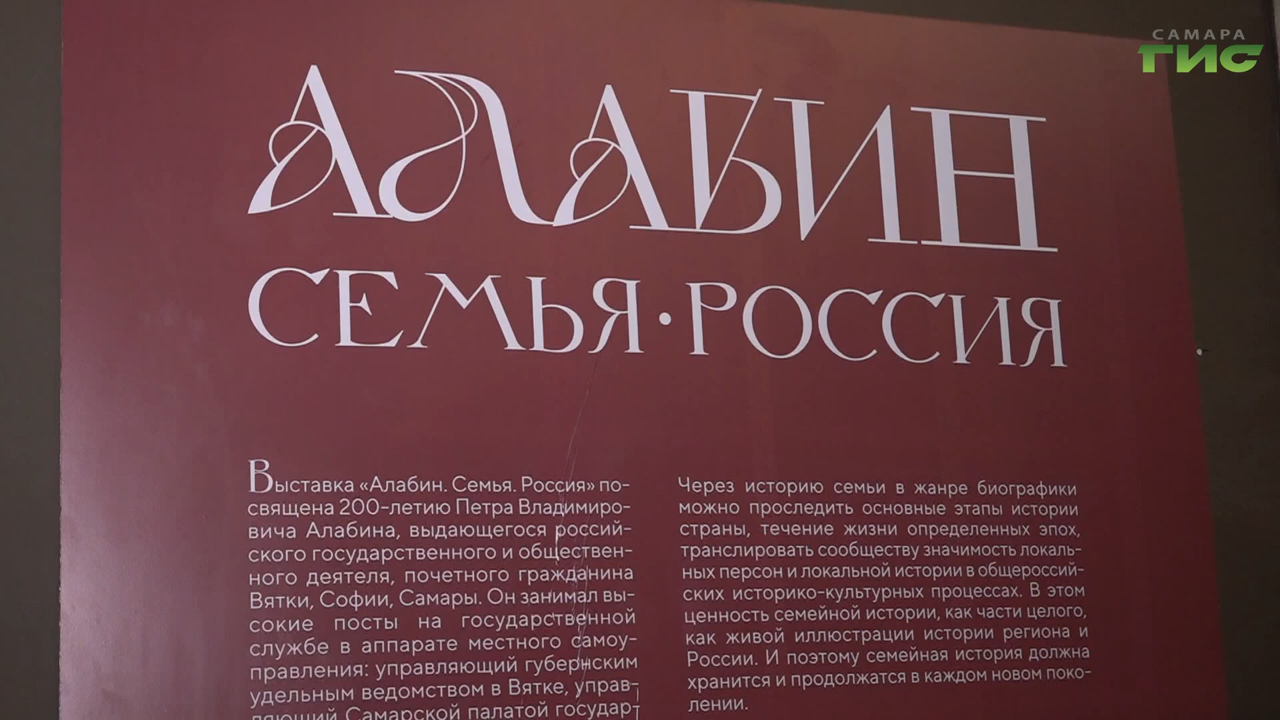 САМАРА
ГИС
АЛАБИН
СЕМЬЯ·РОССИЯ
Выставка «Алабин. Семья. Россия» по-
священа 200-летию Петра Владимиро-
вича Алабина, выдающегося россий-
ского государственного и обществен-
ного деятеля, почетного гражданина
Вятки, Софии, Самары. Он занимал вы-
сокие посты на государственной
службе в аппарате местного самоу-
правления: управляющий губернским
удельным ведомством в Вятке, управ-
ляющий Самарской палатой государ-
Через историю семьи в жанре биографики
можно проследить основные этапы истории
страны, течение жизни определенных эпох,
транслировать сообществу значимость локаль-
ных персон и локальной истории в общероссий-
ских историко-культурных процессах. В этом
ценность семейной истории, как части целого,
как живой иллюстрации истории региона и
России. И поэтому семейная история должна
хранится и продолжатся в каждом новом поко-
лении.